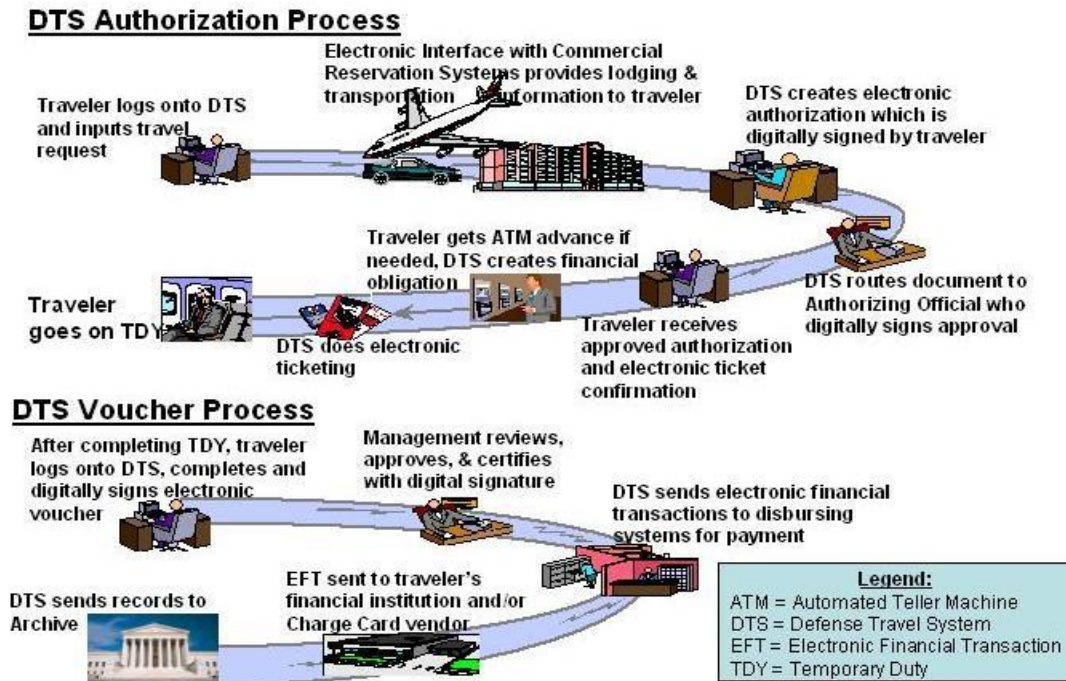 DTS Authorization Process
Electronic Interface with Commercial
Reservation Systems provides lodging &
transportation information to traveler
Traveler logs onto DTS
and inputs travel
request
DTS creates electronic
authorization which is
digitally signed by traveler
DTS routes document to
Authorizing Official who
digitally signs approval
Traveler receives
approved authorization
and electronic ticket
confirmation
Traveler gets ATM advance if
needed, DTS creates financial
obligation
DTS does electronic
ticketing
Traveler
goes on TDY
DTS Voucher Process
After completing TDY, traveler
logs onto DTS, completes and
digitally signs electronic
voucher
Management reviews,
approves, & certifies
with digital signature
DTS sends electronic financial
transactions to disbursing
systems for payment
EFT sent to traveler's
financial institution and/or
Charge Card vendor
DTS sends records to
Archive
Legend:
ATM = Automated Teller Machine
DTS = Defense Travel System
EFT = Electronic Financial Transaction
TDY = Temporary Duty